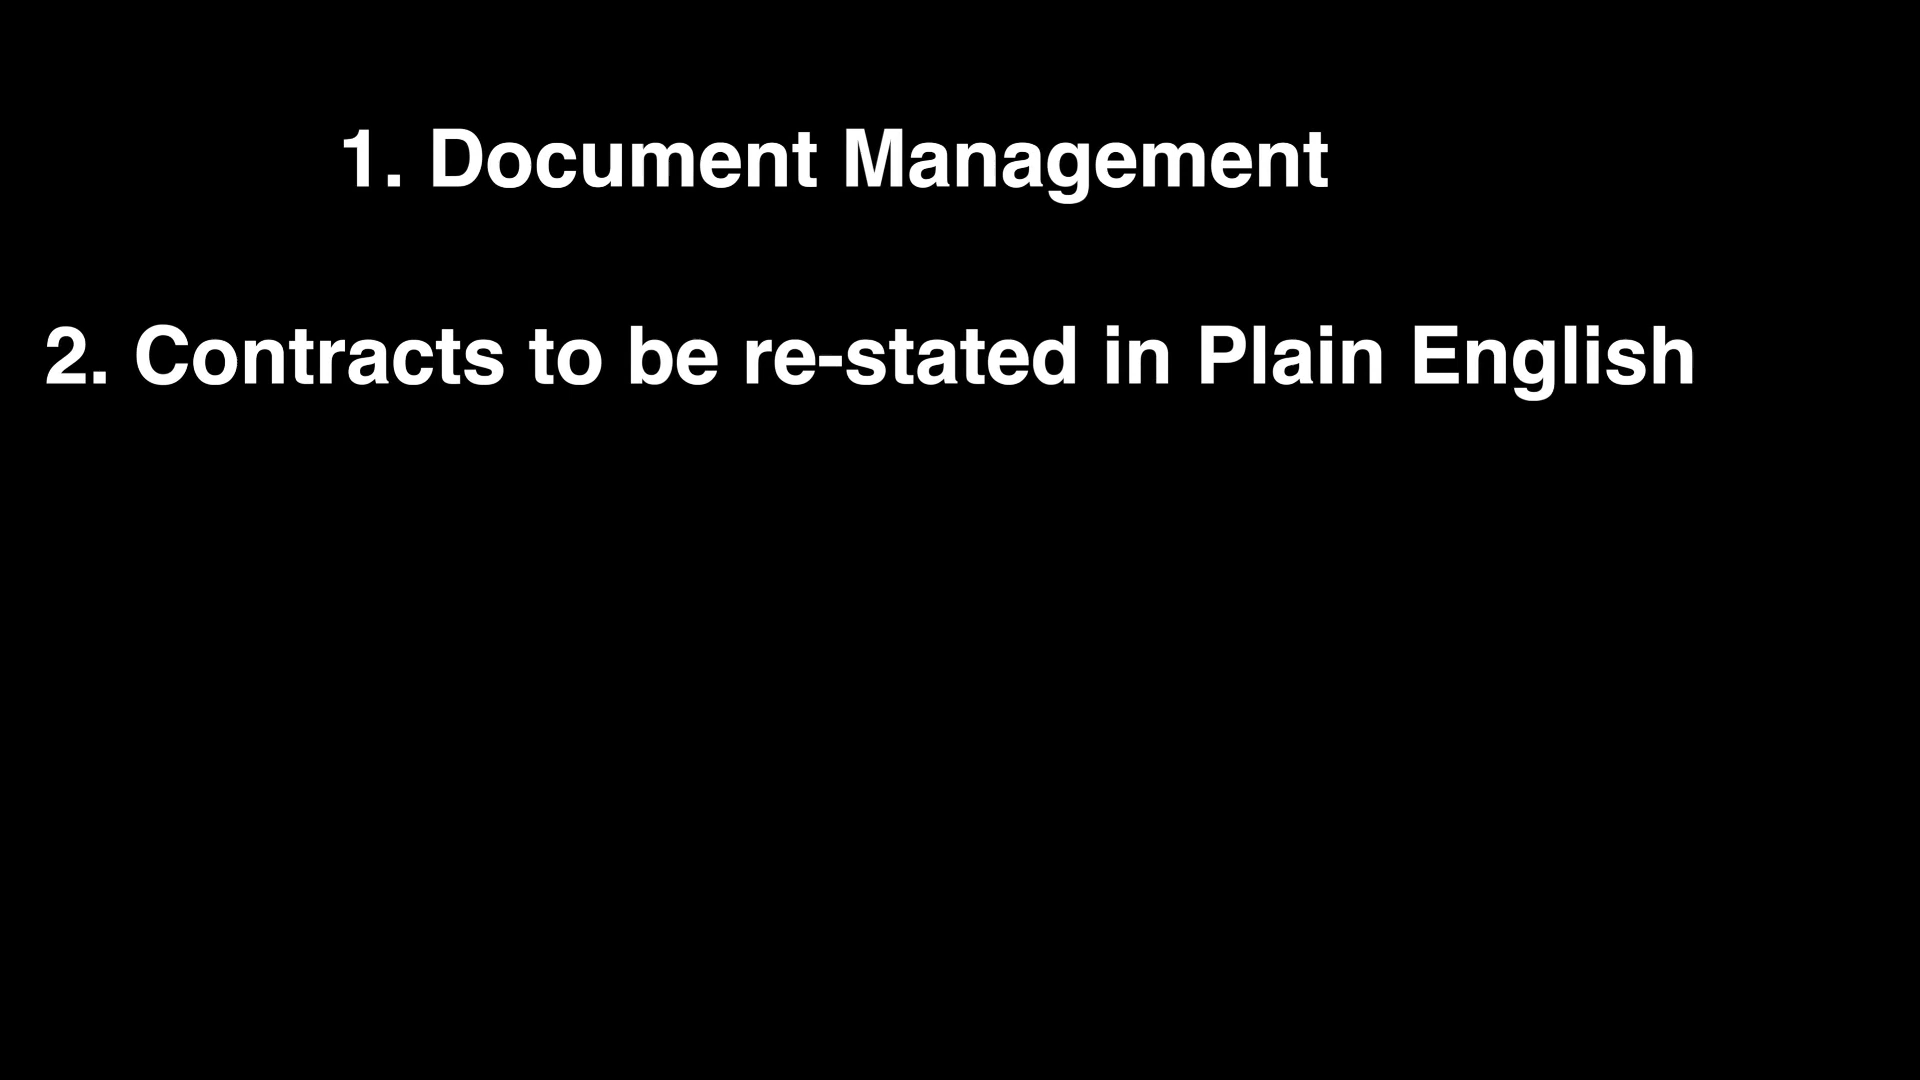 1. Document Management
2. Contracts to be re-stated in Plain English